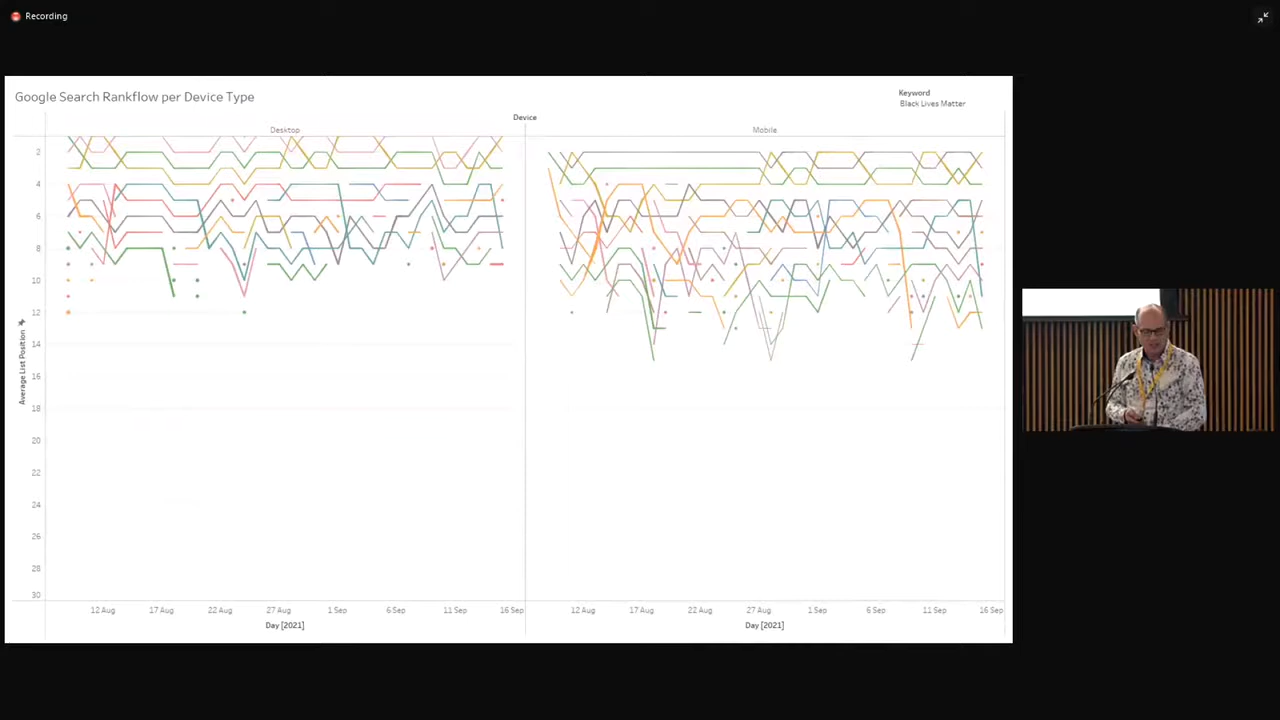 Recording
Google Search Rankflow per Device Type
Keyword
Black Lives Matter
Device
Desktop
Mobile
Average List Position
2
4
6
8
10
12
14
16
18
20
22
24
26
28
30
12 Aug 17 Aug 22 Aug 27 Aug 1 Sep 6 Sep 11 Sep 16 Sep
12 Aug 17 Aug 22 Aug 27 Aug 1 Sep 6 Sep 11 Sep 16 Sep
Day [2021]
Day [2021]